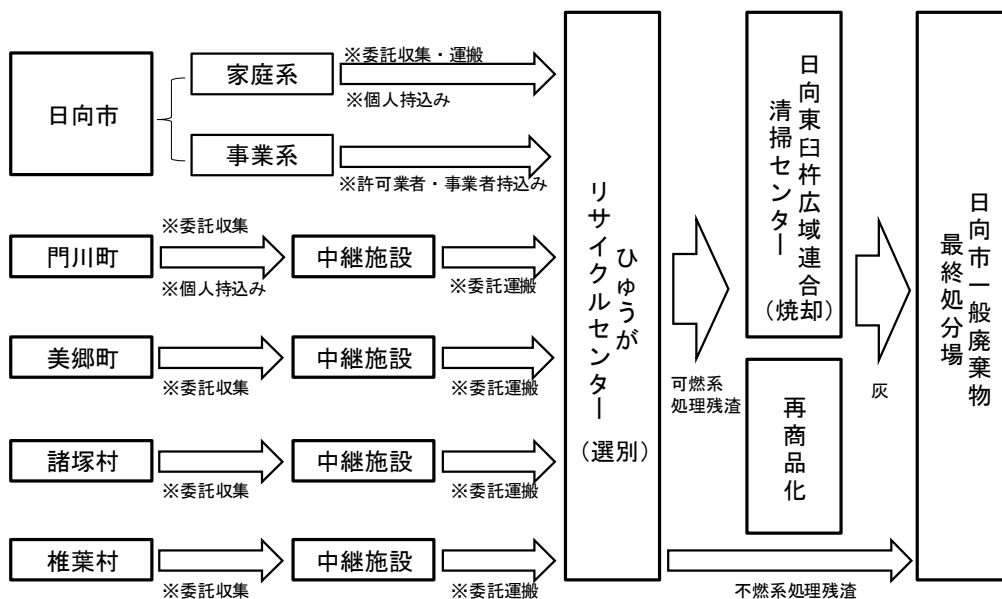 日向市
家庭系
※委託収集・運搬
※個人持込み
事業系
※許可業者・事業者持込み
門川町
※委託収集
※個人持込み
中継施設
※委託運搬
美郷町
※委託収集
中継施設
※委託運搬
諸塚村
※委託収集
中継施設
※委託運搬
椎葉村
※委託収集
中継施設
※委託運搬
ひゅうが
リサイクルセンター
(選別)
可燃系
処理残渣
日向東臼杵広域連合
清掃センター
(焼却)
再商品化
灰
不燃系処理残渣
日向市一般廃棄物
最終処分場